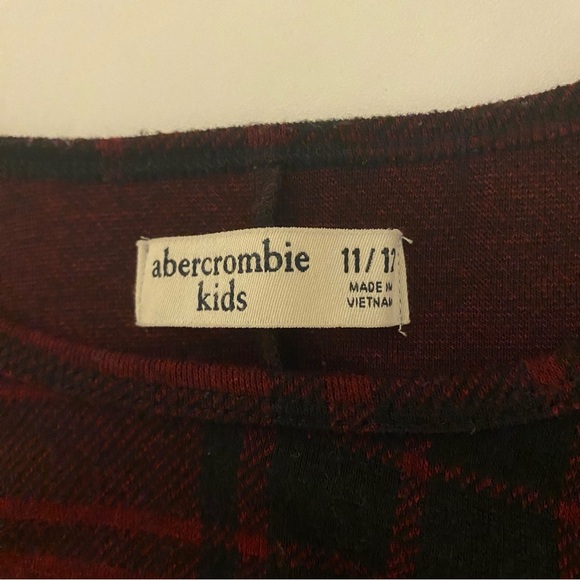 abercrombie
kids
11/12
MADE IN
VIETNAM